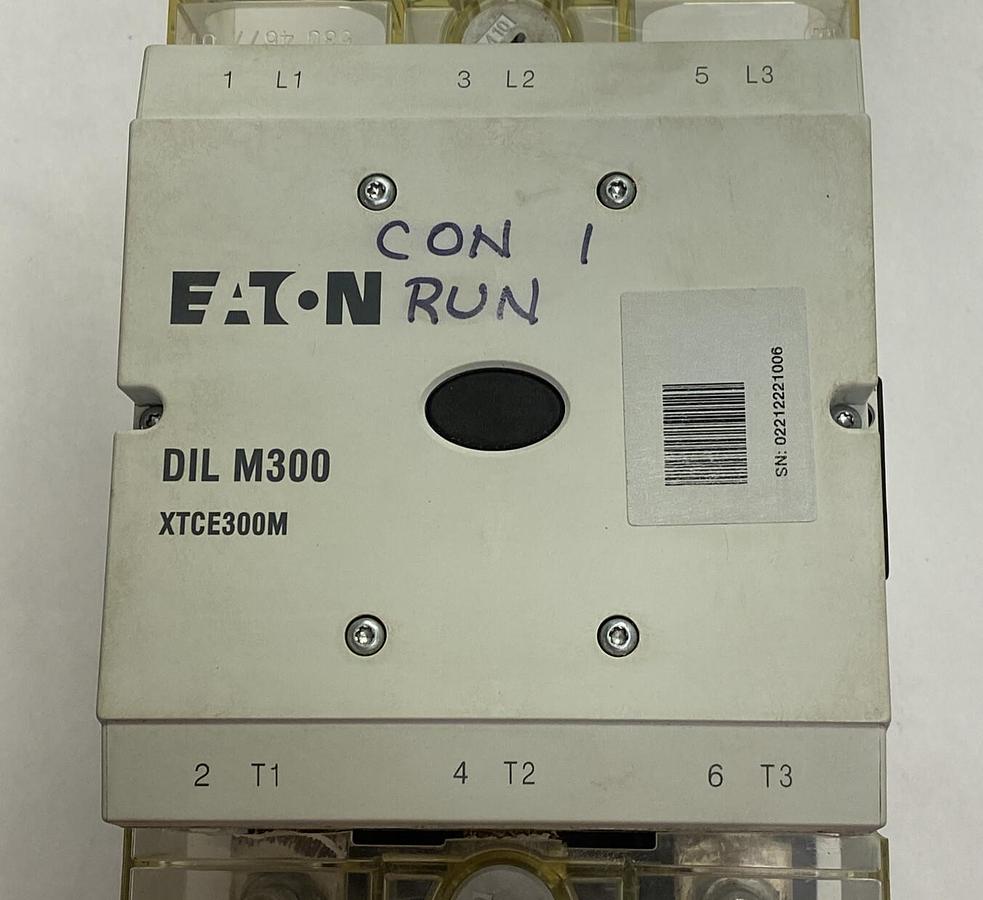 1 L1 3 L2 5 L3
CON 1
EATON RUN
SN: 02212221006
DIL M300
XTCE300M
2 T1 4 T2 6 T3